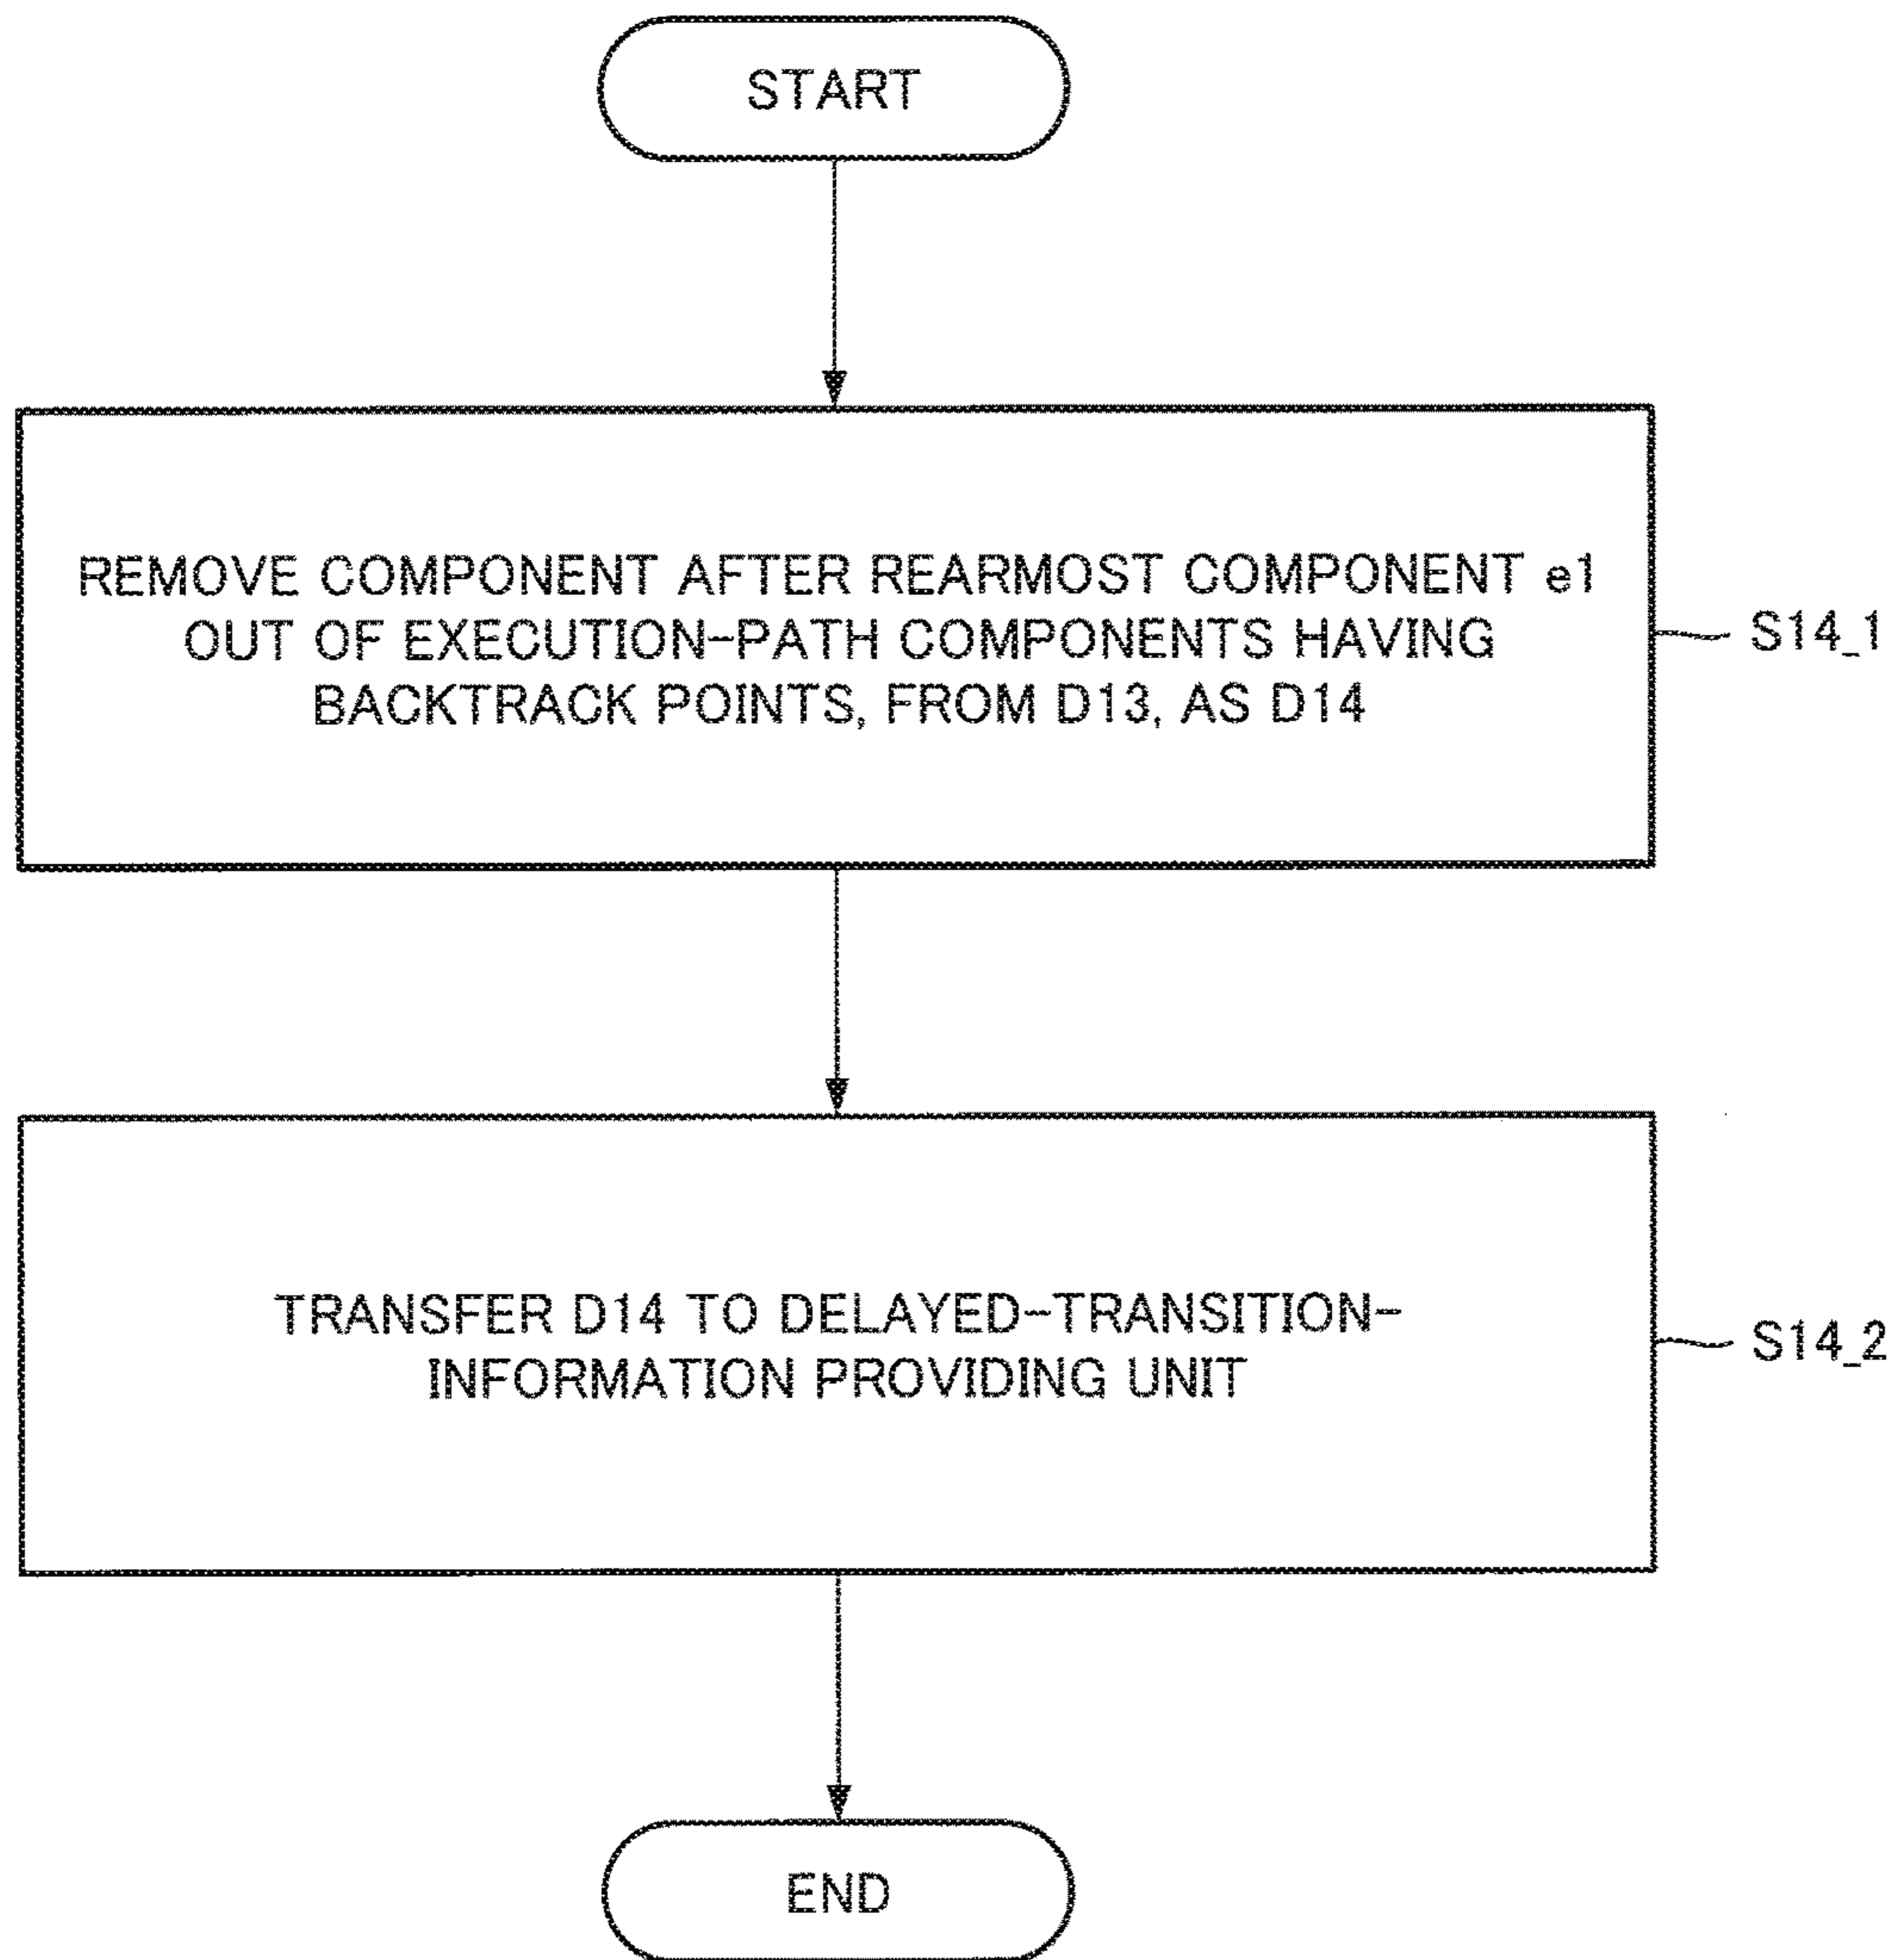 START
REMOVE COMPONENT AFTER REARMOST COMPONENT e1
OUT OF EXECUTION-PATH COMPONENTS HAVING
BACKTRACK POINTS, FROM D13, AS D14
S14_1
TRANSFER D14 TO DELAYED-TRANSITION-
INFORMATION PROVIDING UNIT
S14_2
END